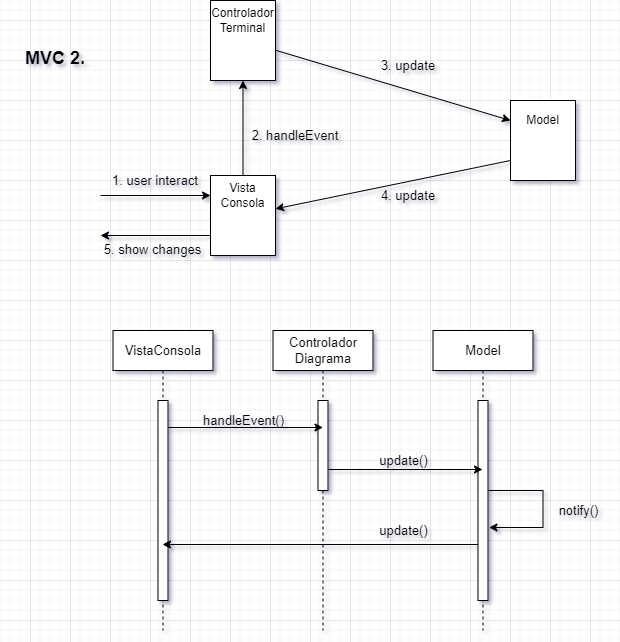 Controlador
Terminal
MVC 2.
3. update
Model
2. handleEvent
1. user interact
Vista
Consola
4. update
5. show changes
VistaConsola
Controlador
Diagrama
Model
handleEvent()
update()
notify()
update()